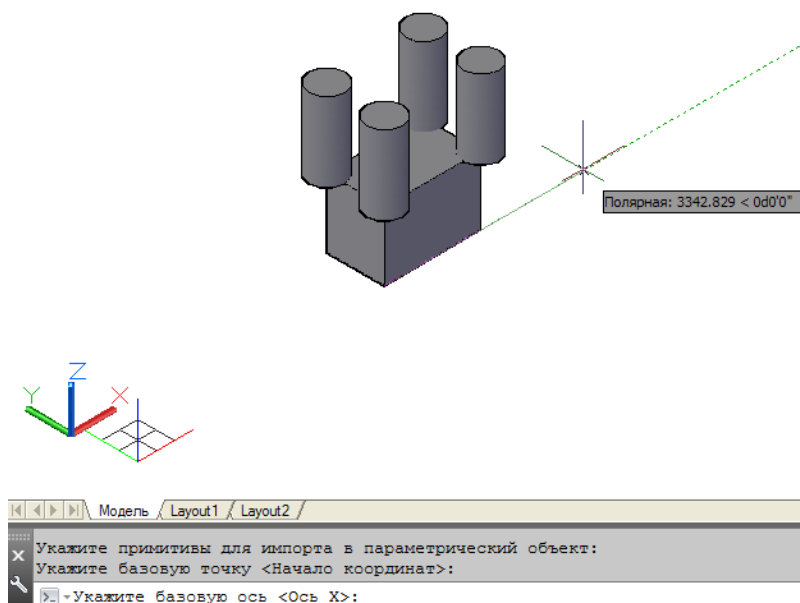 Полярная: 3342.829 < 0d0'0"
Z
Y
X
Модель Layout1 Layout2
Укажите примитивы для импорта в параметрический объект:
Укажите базовую точку <Начало координат>:
Укажите базовую ось <Ось X>: